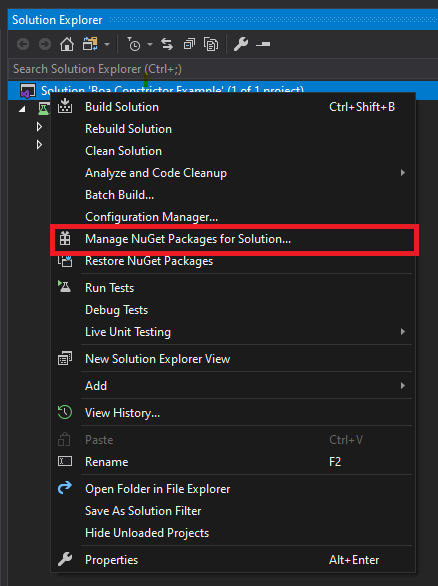 Solution Explorer
Search Solution Explorer (Ctrl+;)
Solution 'Boa Constrictor Example' (1 of 1 project)
Build Solution Ctrl+Shift+B
Rebuild Solution
Clean Solution
Analyze and Code Cleanup
Batch Build...
Configuration Manager...
Manage NuGet Packages for Solution...
Restore NuGet Packages
Run Tests
Debug Tests
Live Unit Testing
New Solution Explorer View
Add
View History...
Paste Ctrl+V
Rename F2
Open Folder in File Explorer
Save As Solution Filter
Hide Unloaded Projects
Properties Alt+Enter